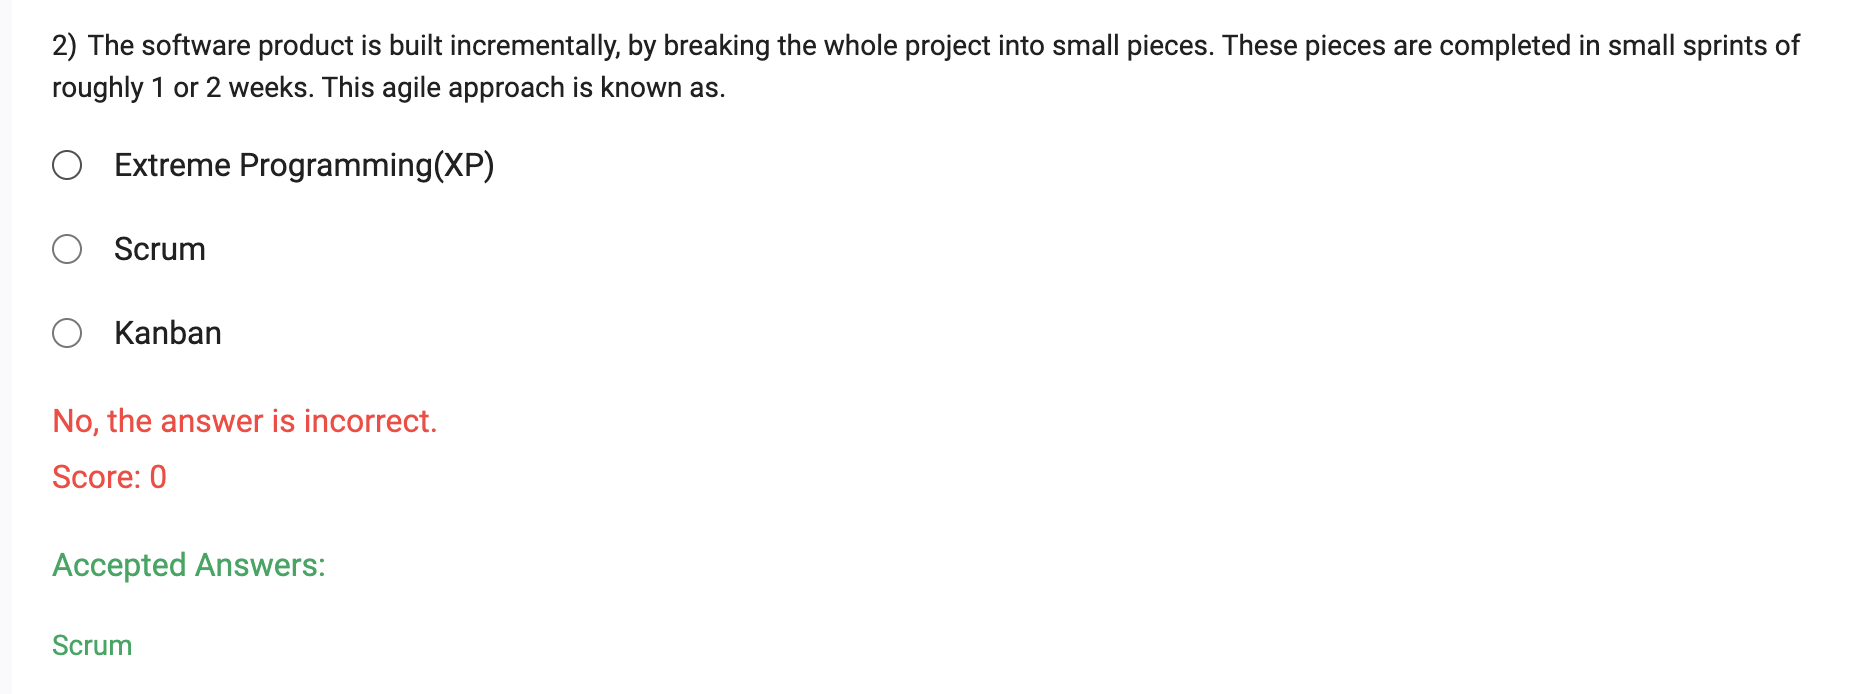 2) The software product is built incrementally, by breaking the whole project into small pieces. These pieces are completed in small sprints of
roughly 1 or 2 weeks. This agile approach is known as.
Extreme Programming(XP)
Scrum
Kanban
No, the answer is incorrect.
Score: 0
Accepted Answers:
Scrum